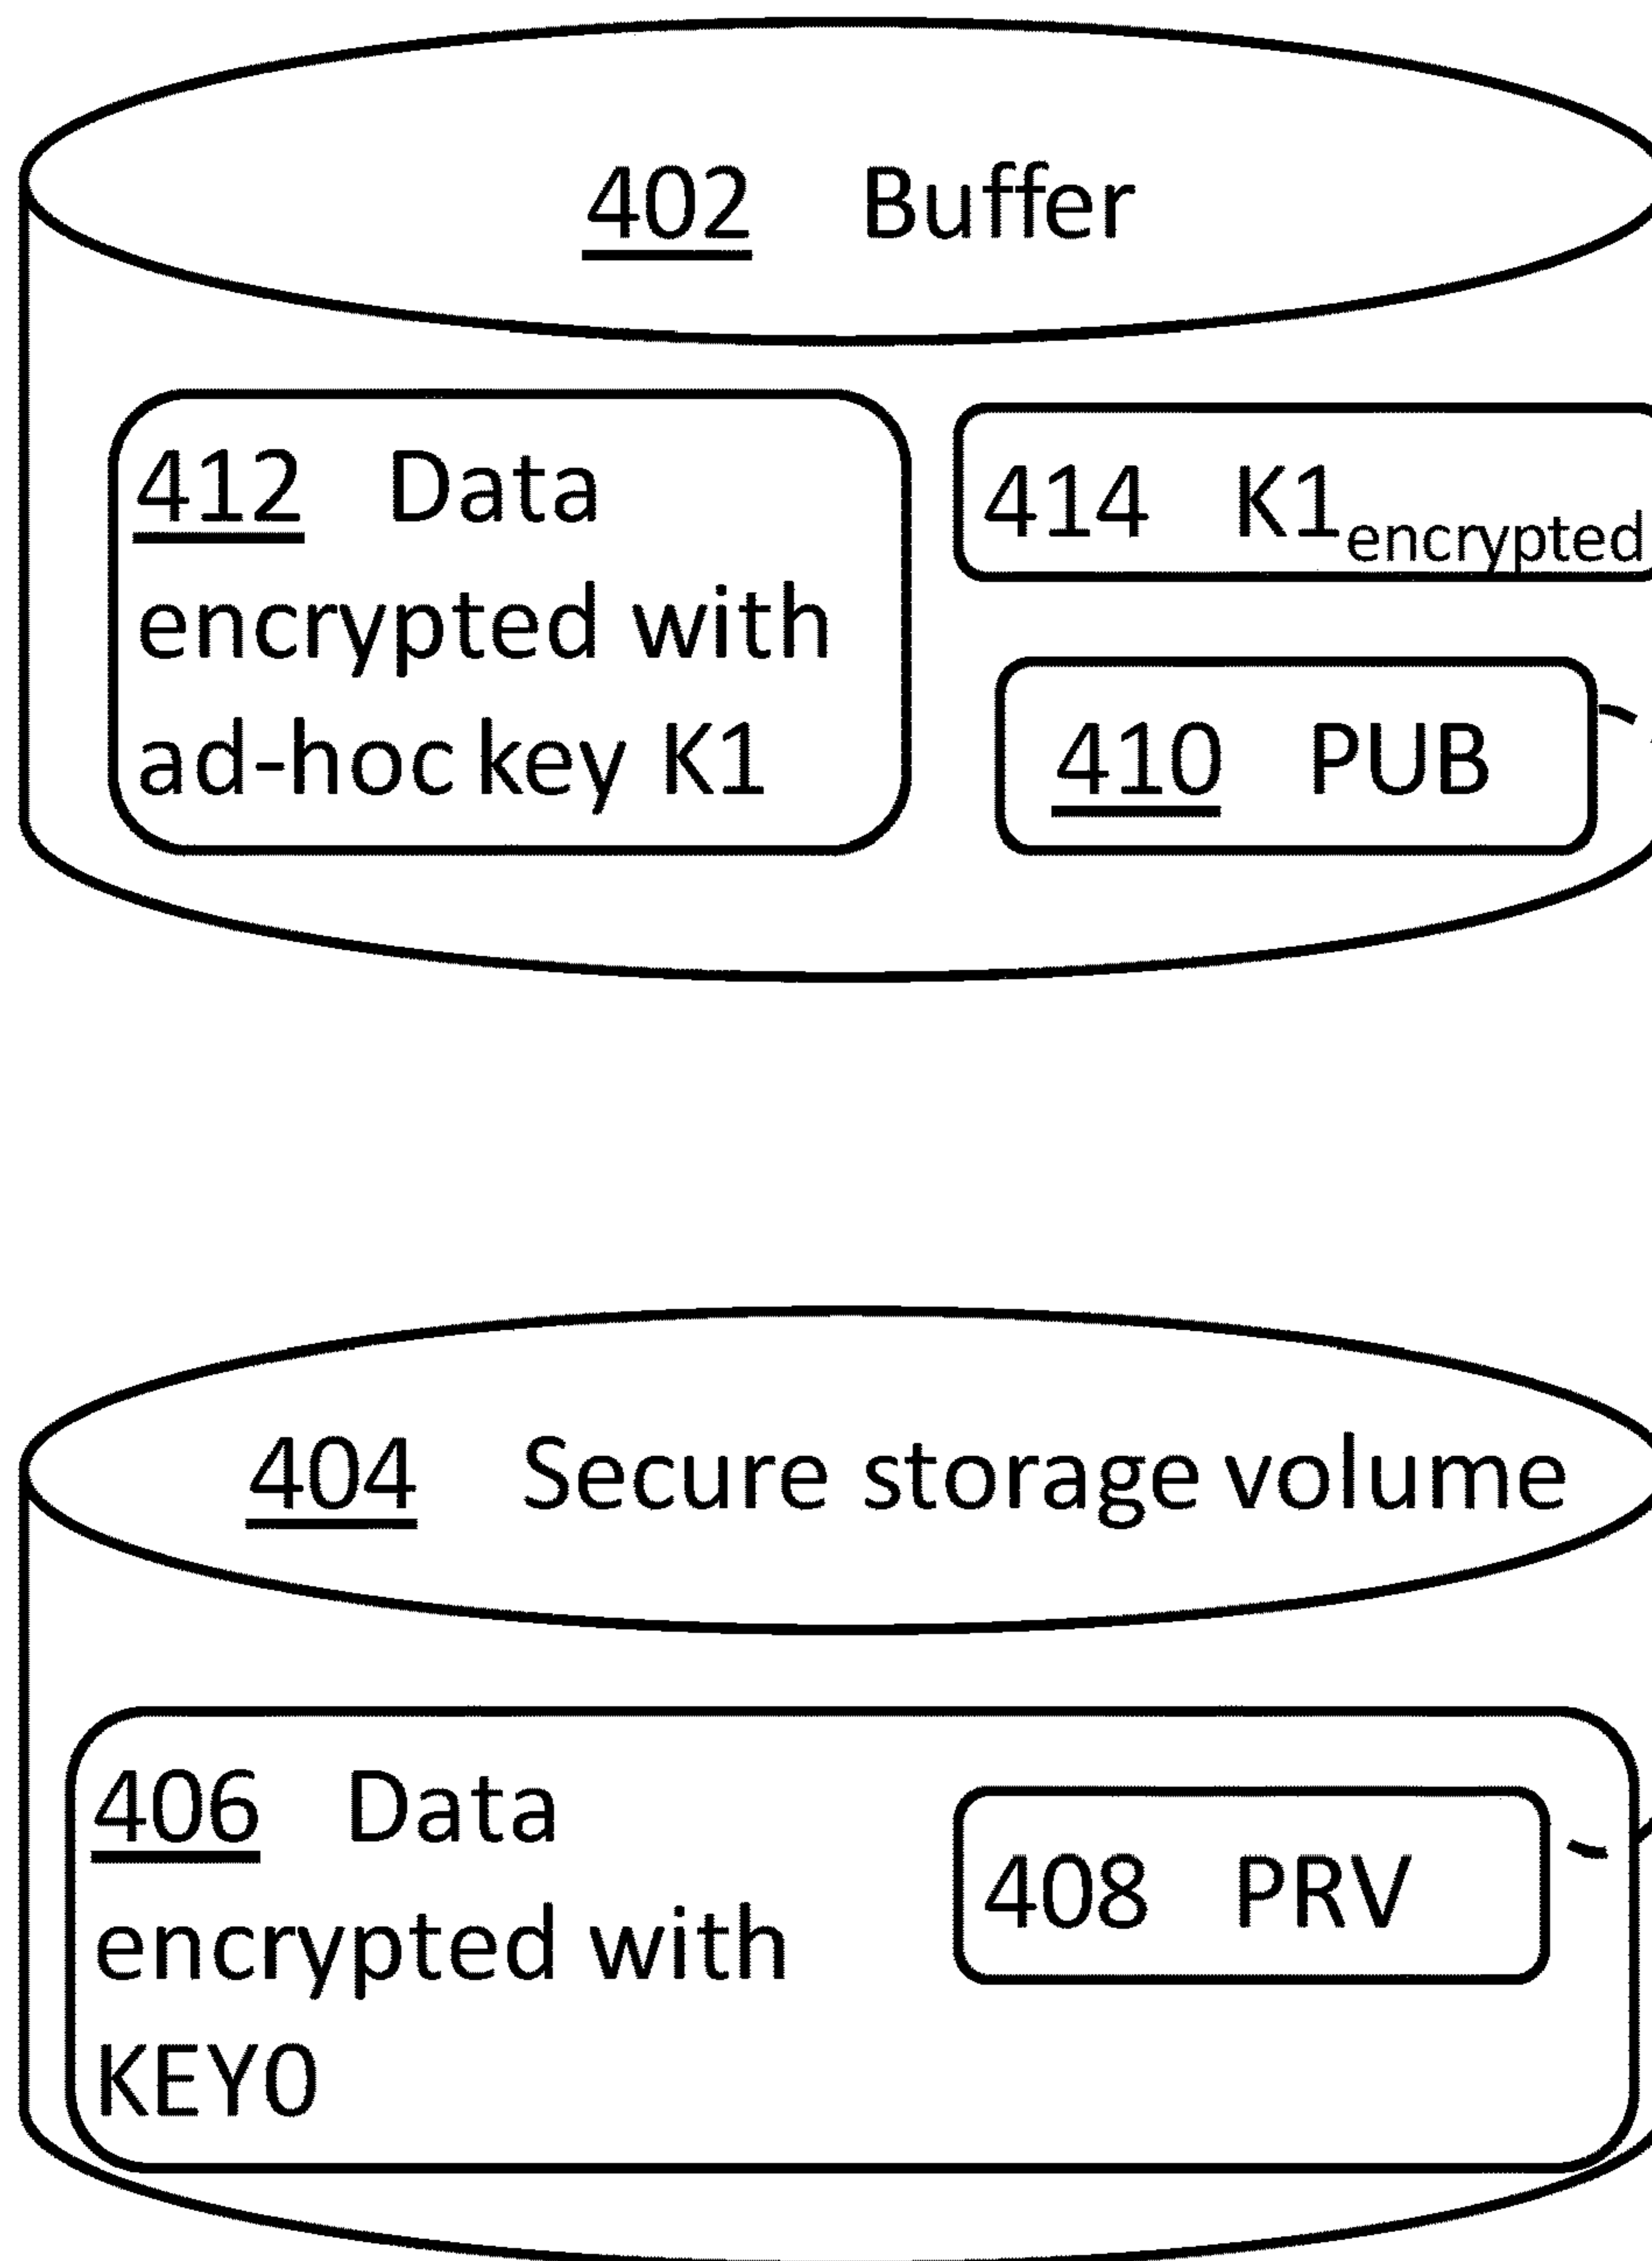 402 Buffer
412 Data
encrypted with
ad-hoc key K1
414 K1encrypted
410 PUB
404 Secure storage volume
406 Data
encrypted with
KEY0
408 PRV